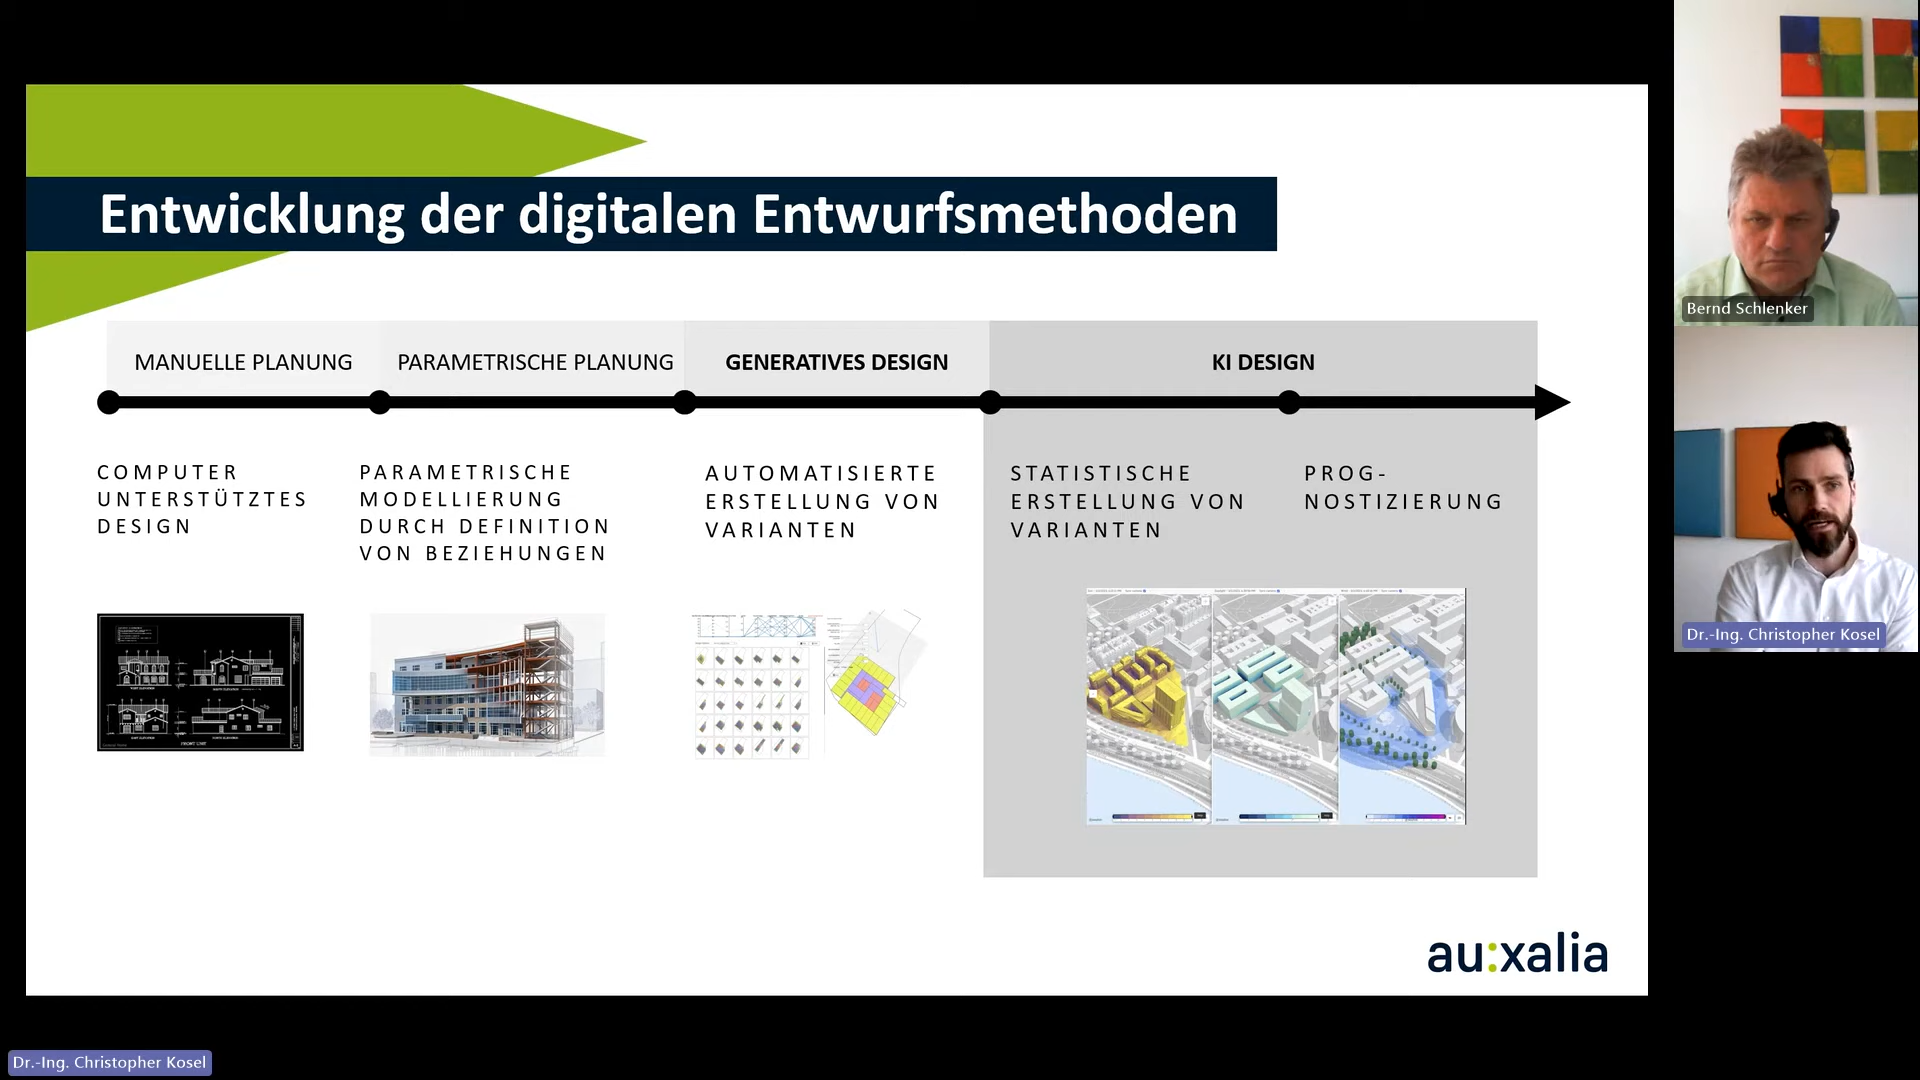 Entwicklung der digitalen Entwurfsmethoden
MANUELLE PLANUNG
PARAMETRISCHE PLANUNG
GENERATIVES DESIGN
KI DESIGN
COMPUTER
UNTERSTÜTZTES
DESIGN
PARAMETRISCHE
MODELLIERUNG
DURCH DEFINITION
VON BEZIEHUNGEN
AUTOMATISIERTE
ERSTELLUNG VON
VARIANTEN
STATISTISCHE
ERSTELLUNG VON
VARIANTEN
PROG-
NOSTIZIERUNG
FRONT UNIT
au:xalia
Bernd Schlenker
Dr.-Ing. Christopher Kosel
Dr.-Ing. Christopher Kosel